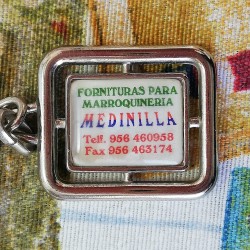 FORNITURAS PARA
MARROQUINERIA
MEDINILLA
Telf. 956 460958
Fax 956 463174